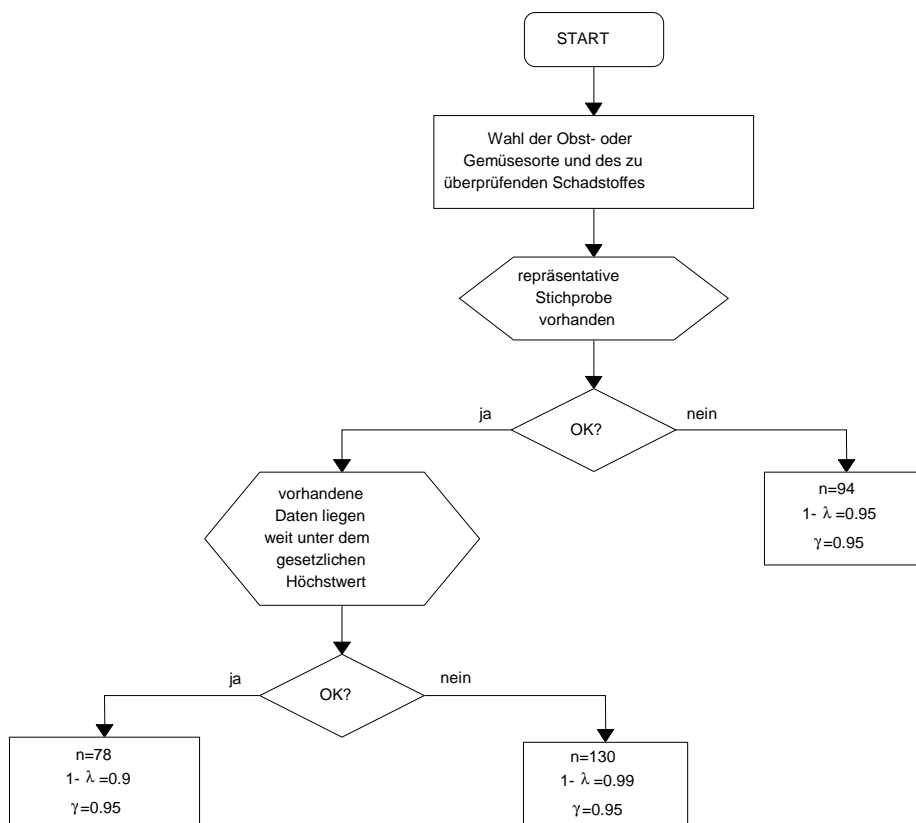 START
Wahl der Obst- oder
Gemüsesorte und des zu
überprüfenden Schadstoffes
repräsentative
Stichprobe
vorhanden
ja
OK?
nein
vorhandene
Daten liegen
weit unter dem
gesetzlichen
Höchstwert
n=94
1- λ =0.95
γ=0.95
ja
OK?
nein
n=78
1- λ =0.9
γ=0.95
n=130
1- λ =0.99
γ=0.95